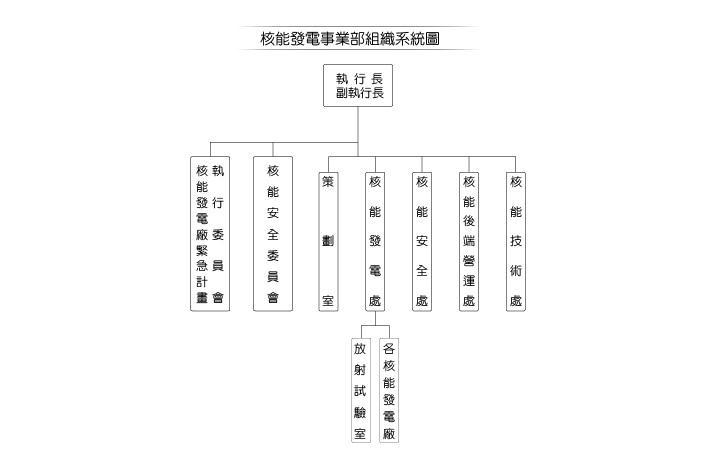 核能發電事業部組織系統圖
執行長
副執行長
核能發電廠緊急計畫
執行委員會
核能安全委員會
策劃室
核能發電處
核能安全處
核能後端營運處
核能技術處
放射試驗室
各核能發電廠